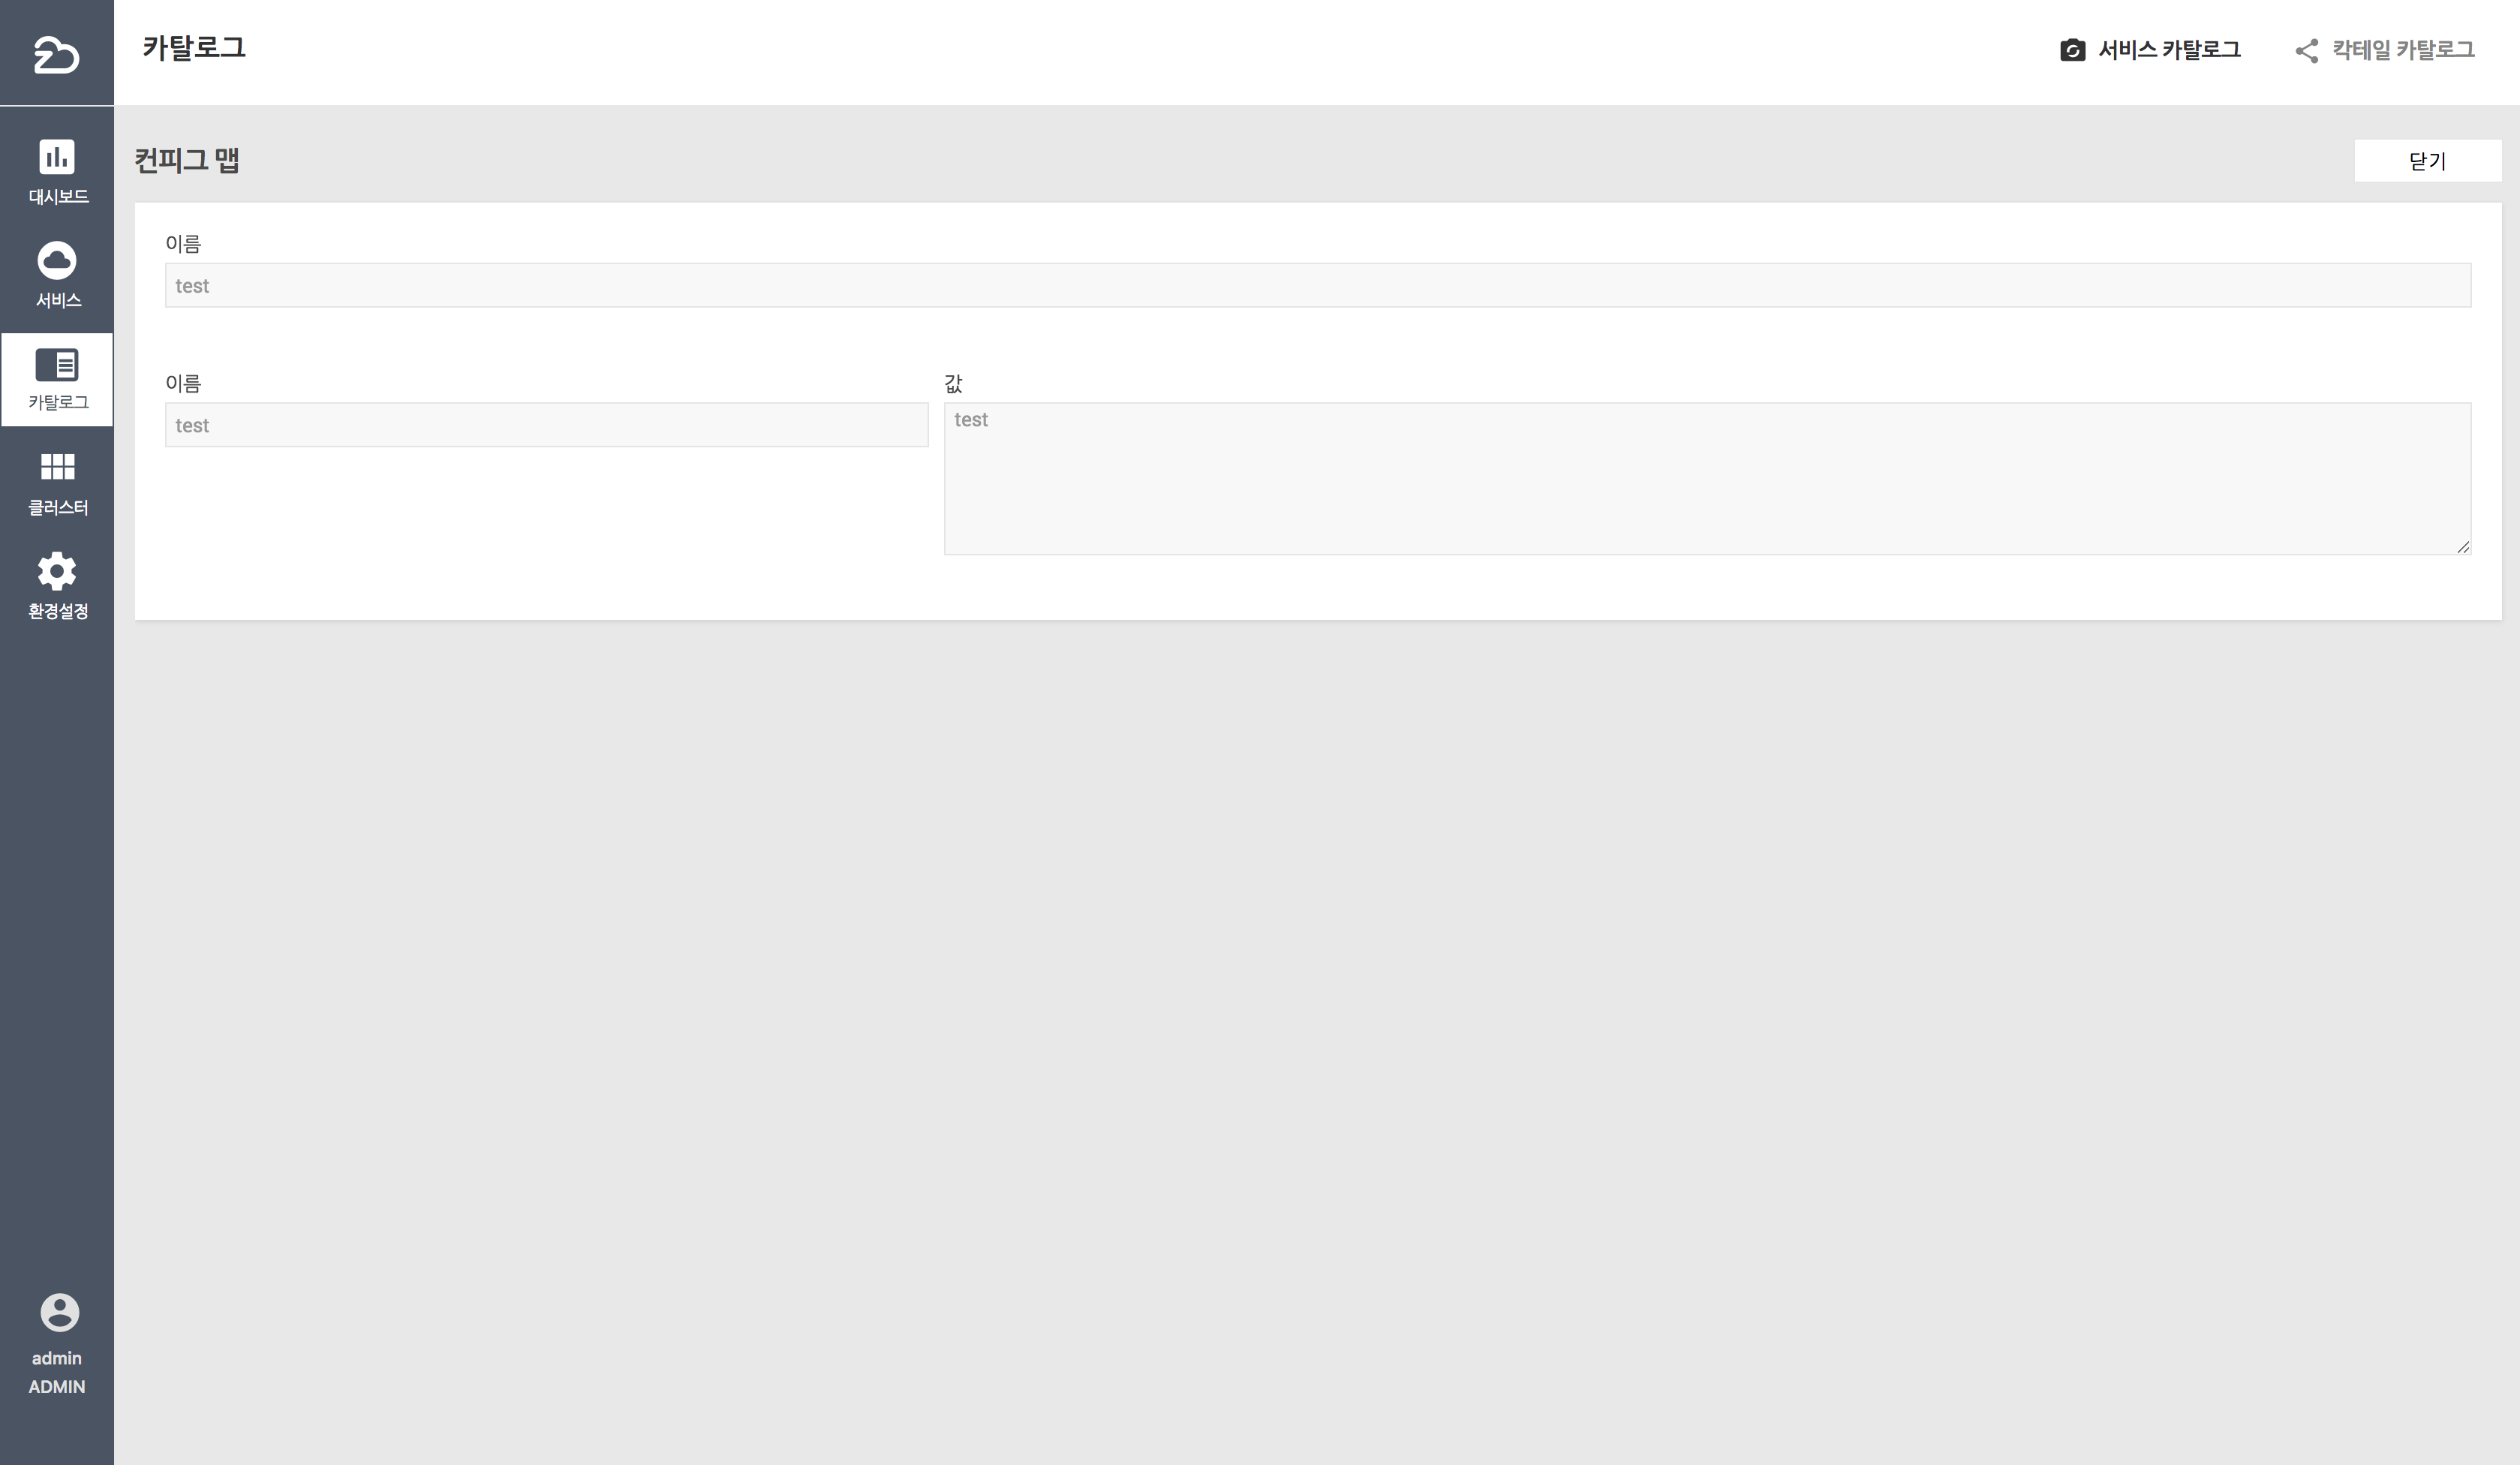 카탈로그
서비스 카탈로그
칵테일 카탈로그
대시보드
서비스
카탈로그
클러스터
환경설정
admin
ADMIN
컨피그 맵
닫기
이름
test
이름
값
test
test